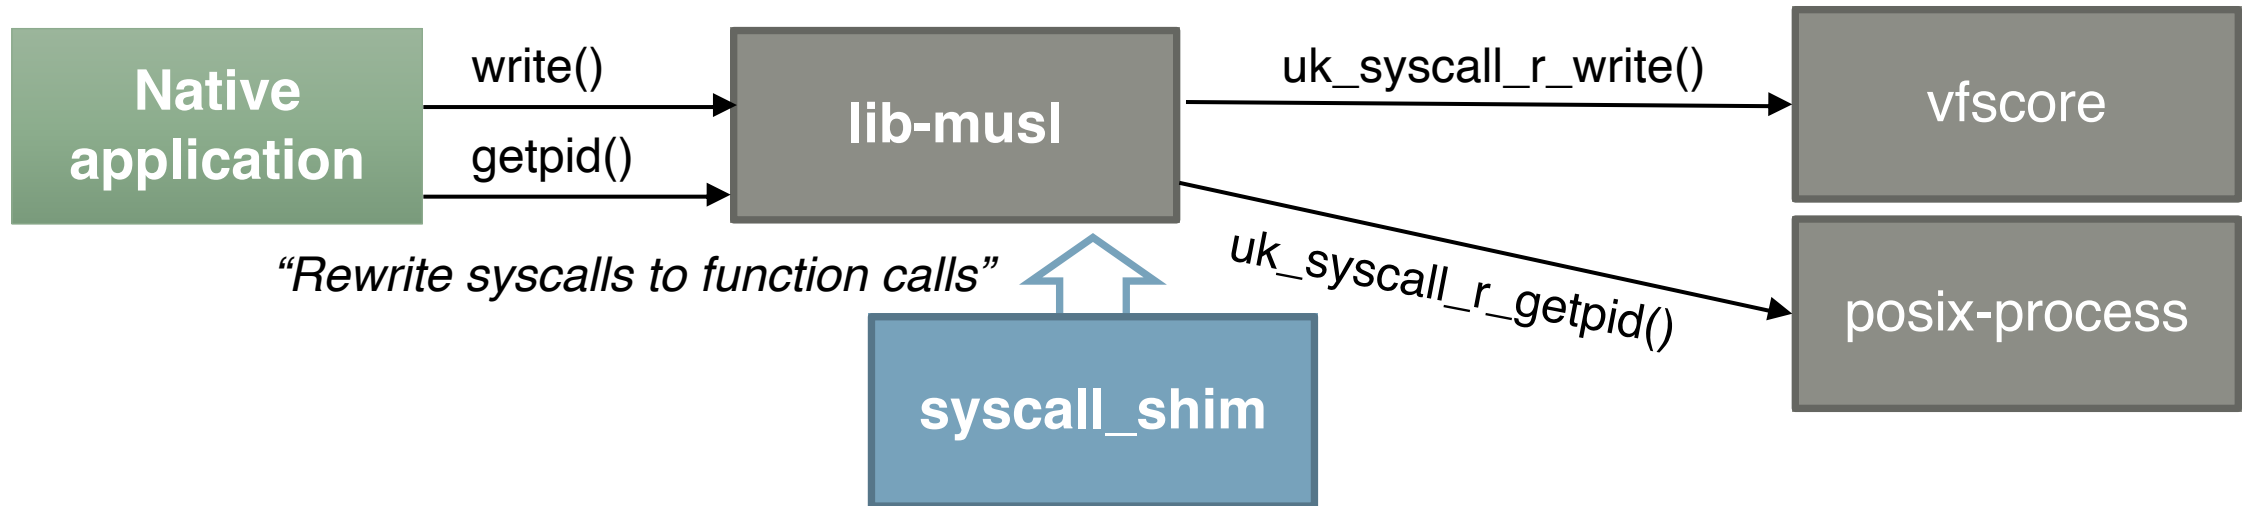 Native
application
write()
getpid()
lib-musl
uk_syscall_r_write()
vfscore
uk_syscall_r_getpid()
posix-process
“Rewrite syscalls to function calls”
syscall_shim